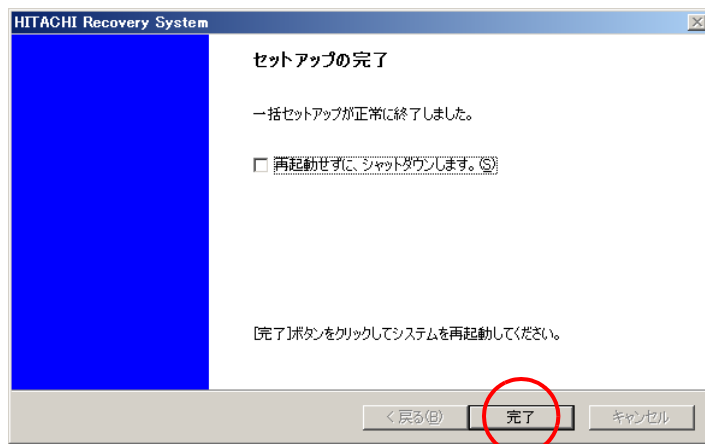 HITACHI Recovery System
セットアップの完了
一括セットアップが正常に終了しました。
再起動せずに、シャットダウンします。(S)
[完了]ボタンをクリックしてシステムを再起動してください。
< 戻る(B)
完了
キャンセル